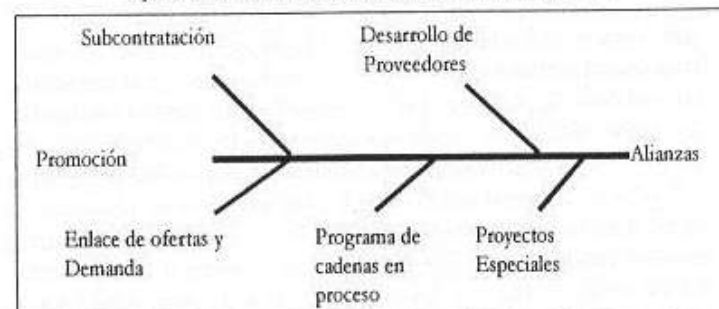 Subcontratación
Desarrollo de
Proveedores
Promoción
Alianzas
Enlace de ofertas y
Demanda
Programa de
cadenas en
proceso
Proyectos
Especiales